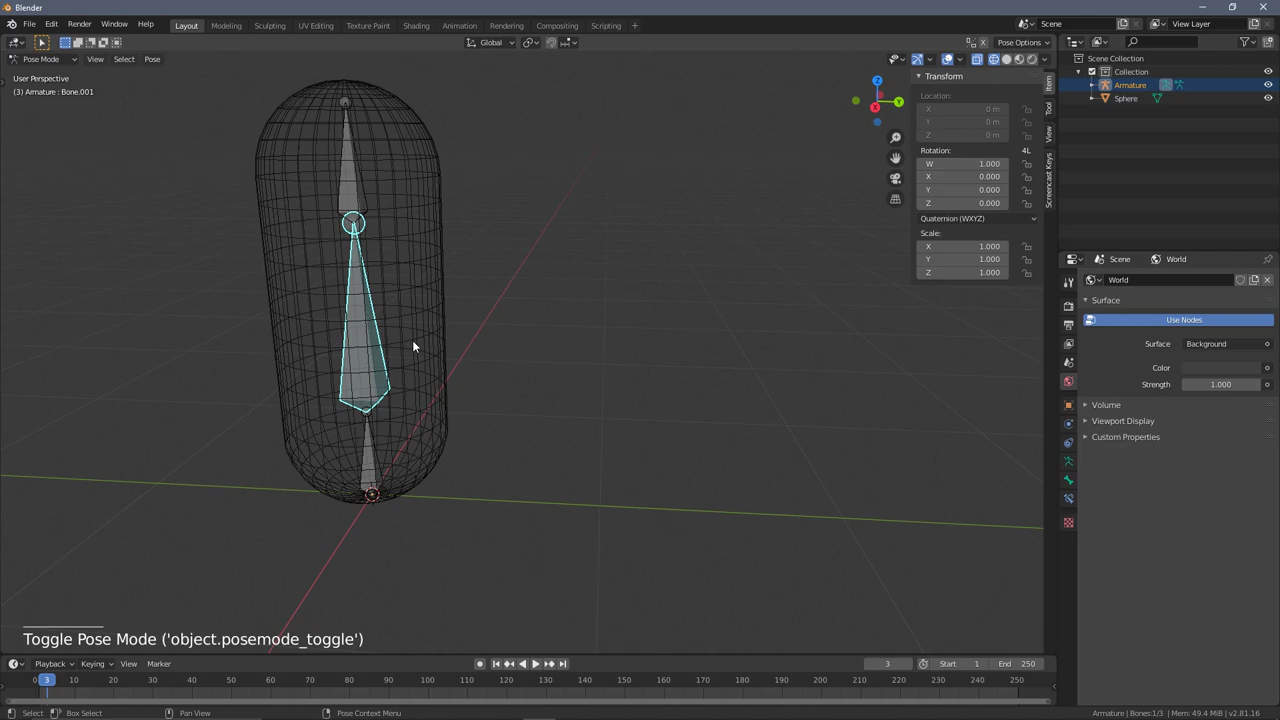 Blender
File Edit Render Window Help
Layout Modeling Sculpting UV Editing Texture Paint Shading Animation Rendering Compositing Scripting +
Scene View Layer
Global Pose Options
Pose Mode View Select Pose
User Perspective
(3) Armature : Bone.001
Z
Y
X
Transform
Location:
X 0 m
Y 0 m
Z 0 m
Rotation: 4L
W 1.000
X 0.000
Y 0.000
Z 0.000
Quaternion (WXYZ)
Scale:
X 1.000
Y 1.000
Z 1.000
Item
Tool
View
Screencast Keys
Scene Collection
Collection
Armature
Sphere
Scene World
World
Surface
Use Nodes
Surface Background
Color
Strength 1.000
Volume
Viewport Display
Custom Properties
Toggle Pose Mode ('object.posemode_toggle')
Playback Keying View Marker
3 Start 1 End 250
0 3 10 20 30 40 50 60 70 80 90 100 110 120 130 140 150 160 170 180 190 200 210 220 230 240 250
Select Box Select Pan View Pose Context Menu
Armature | Bones:1/3 | Mem: 49.4 MiB | v2.81.16